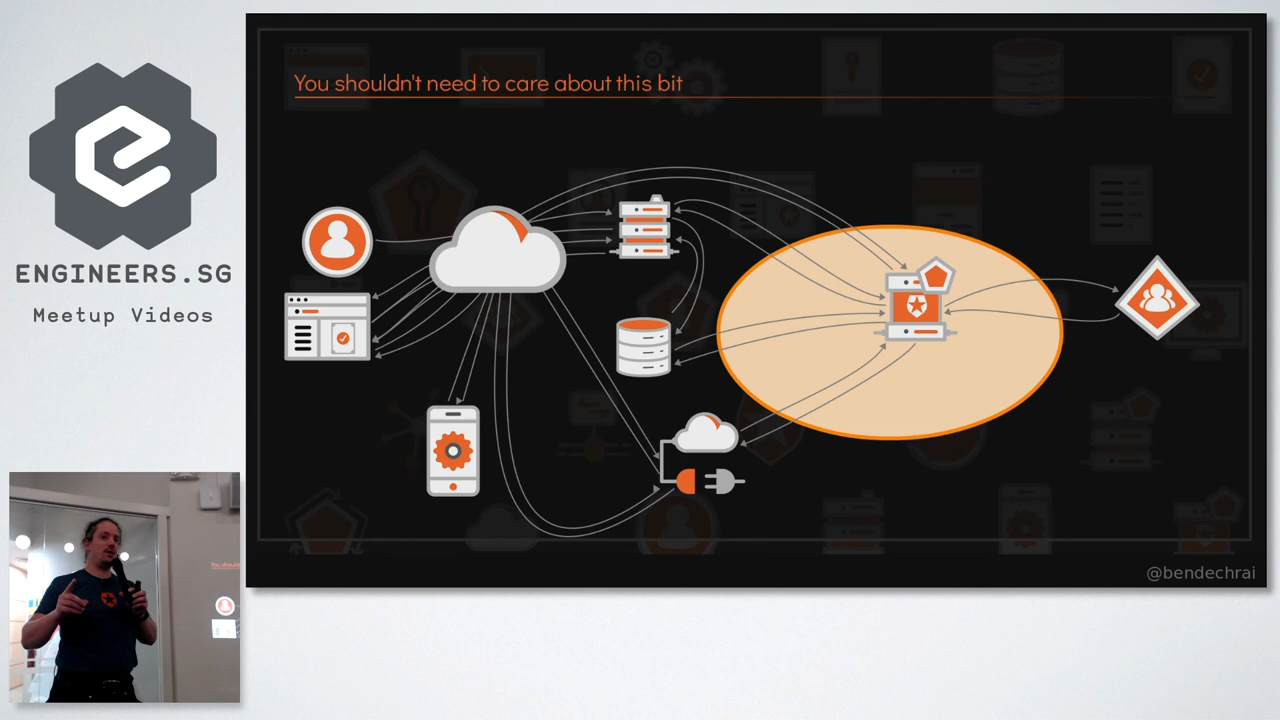 You shouldn't need to care about this bit
ENGINEERS.SG
Meetup Videos
@bendechrai